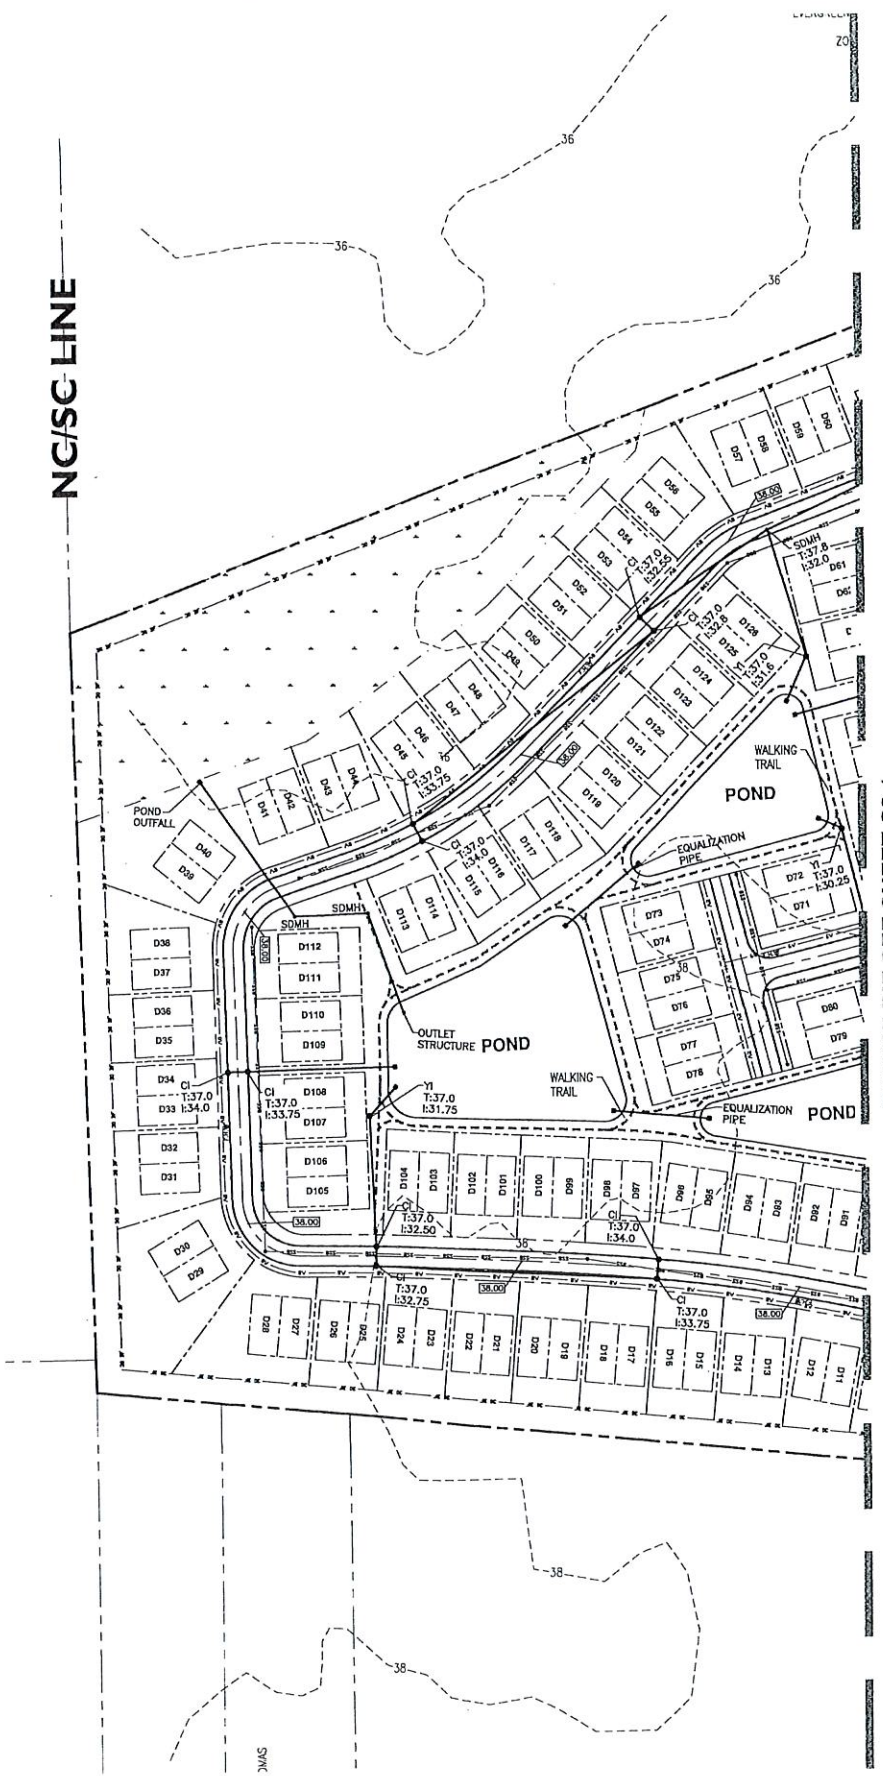 ZO
36
36
36
NC/SC LINE
D60
D59
D58
D57
D56
D55
D54
D53
D52
D51
D50
D49
D48
D47
D46
D45
D44
D43
D42
D41
D40
D39
38.00
SDMH
T:37.8
I:32.0
D61
CI
T:37.0
I:32.55
CI
T:37.0
I:32.8
D126
D125
YI
T:37.0
I:31.6
D124
D123
D122
D121
D120
D119
38.00
WALKING
TRAIL
POND
POND
OUTFALL
CI
T:37.0
I:33.75
CI
T:37.0
I:34.0
D118
D117
D116
D115
D114
D113
EQUALIZATION
PIPE
YI
T:37.0
I:30.25
D72
D71
D73
D74
D75
38
D76
D77
D78
D80
D79
SDMH
SDMH
38.00
D38
D37
D36
D35
D34
D33
D32
D31
D30
D29
D112
D111
D110
D109
D108
D107
D106
D105
OUTLET
STRUCTURE
POND
CI
T:37.0
I:34.0
CI
T:37.0
I:33.75
YI
T:37.0
I:31.75
WALKING
TRAIL
EQUALIZATION
PIPE
POND
D104
D103
D102
D101
D100
D99
D98
D97
D96
D95
D94
D93
D92
D91
CI
T:37.0
I:32.50
CI
T:37.0
I:34.0
38.00
38
CI
T:37.0
I:32.75
38.00
CI
T:37.0
I:33.75
38.00
D28
D27
D26
D25
D24
D23
D22
D21
D20
D19
D18
D17
D16
D15
D14
D13
D12
D11
38
38